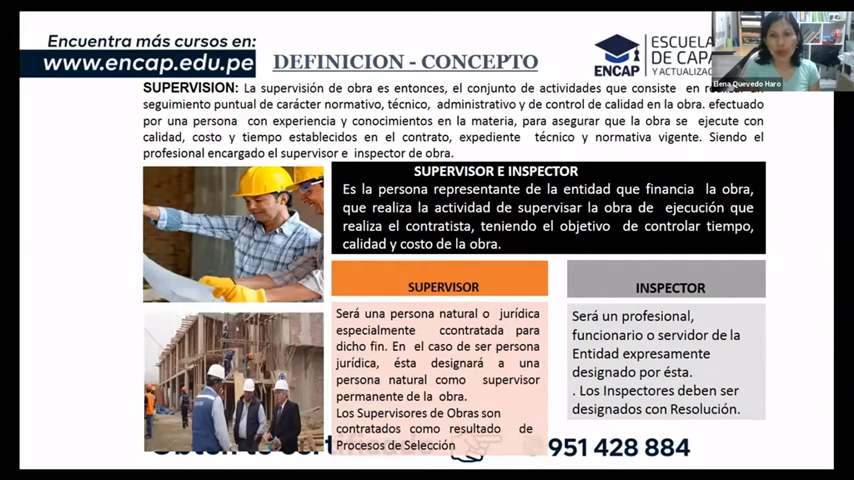 Encuentra más cursos en:
www.encap.edu.pe
DEFINICION - CONCEPTO
ENCAP
ESCUELA
DE CAPA
Y ACTUALIZAC
Elena Quevedo Haro
SUPERVISION: La supervisión de obra es entonces, el conjunto de actividades que consiste en
seguimiento puntual de carácter normativo, técnico, administrativo y de control de calidad en la obra. efectuado
por una persona con experiencia y conocimientos en la materia, para asegurar que la obra se ejecute con
calidad, costo y tiempo establecidos en el contrato, expediente técnico y normativa vigente. Siendo el
profesional encargado el supervisor e inspector de obra.
SUPERVISOR E INSPECTOR
Es la persona representante de la entidad que financia la obra,
que realiza la actividad de supervisar la obra de ejecución que
realiza el contratista, teniendo el objetivo de controlar tiempo,
calidad y costo de la obra.
SUPERVISOR
Será una persona natural o jurídica
especialmente ccontratada para
dicho fin. En el caso de ser persona
jurídica, ésta designará a una
persona natural como supervisor
permanente de la obra.
Los Supervisores de Obras son
contratados como resultado de
Procesos de Selección
INSPECTOR
Será un profesional,
funcionario o servidor de la
Entidad expresamente
designado por ésta.
. Los Inspectores deben ser
designados con Resolución.
951 428 884